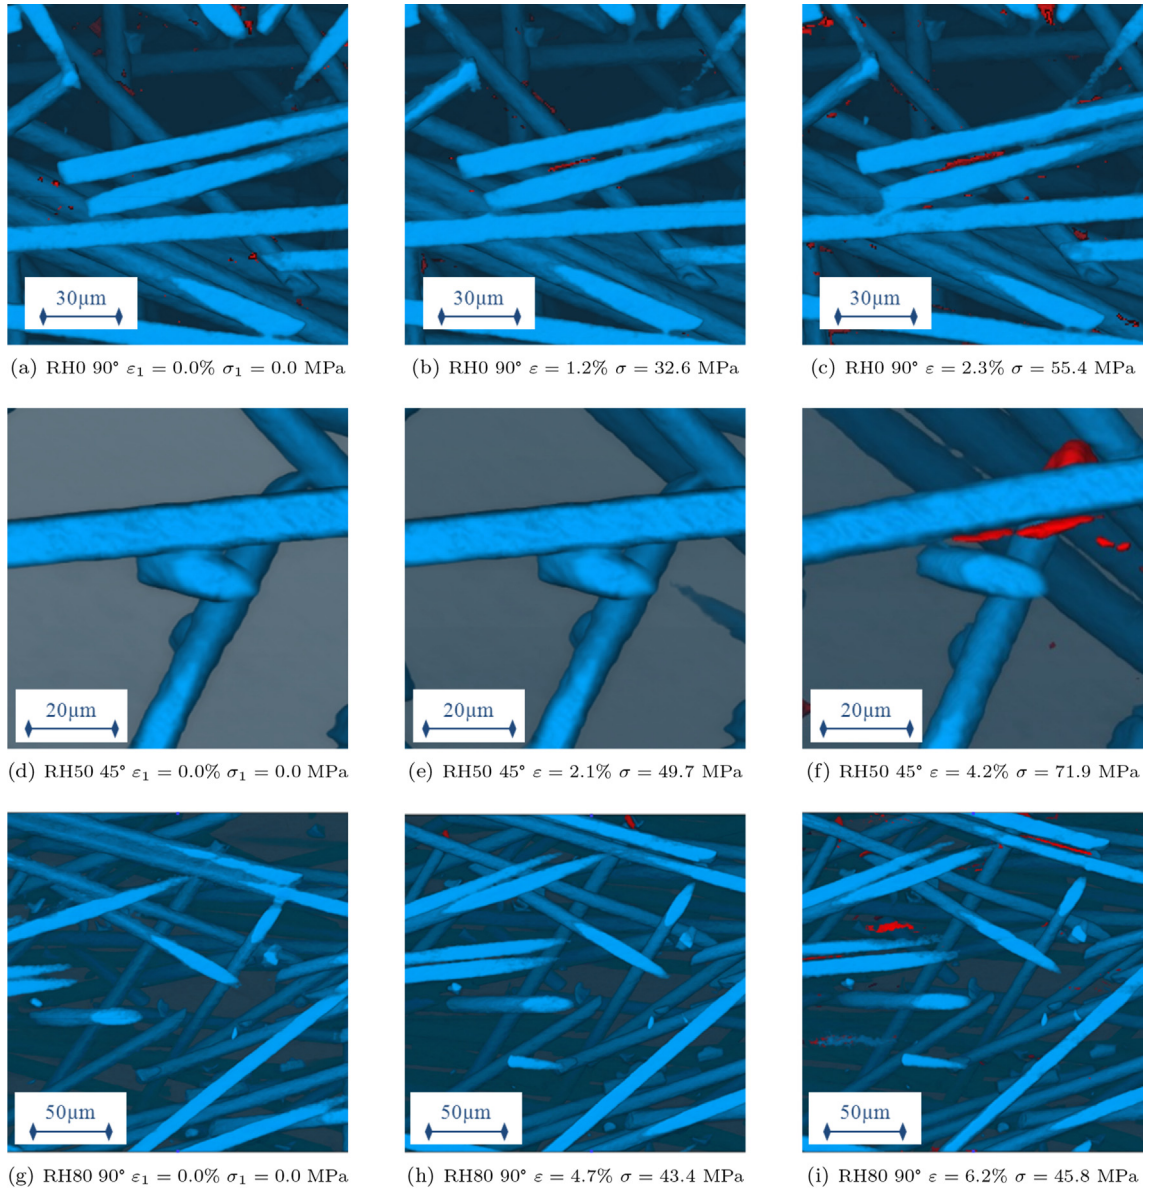 30μm
30μm
30μm
(a) RH0 90° ε₁ = 0.0% σ₁ = 0.0 MPa
(b) RH0 90° ε = 1.2% σ = 32.6 MPa
(c) RH0 90° ε = 2.3% σ = 55.4 MPa
20μm
20μm
20μm
(d) RH50 45° ε₁ = 0.0% σ₁ = 0.0 MPa
(e) RH50 45° ε = 2.1% σ = 49.7 MPa
(f) RH50 45° ε = 4.2% σ = 71.9 MPa
50μm
50μm
50μm
(g) RH80 90° ε₁ = 0.0% σ₁ = 0.0 MPa
(h) RH80 90° ε = 4.7% σ = 43.4 MPa
(i) RH80 90° ε = 6.2% σ = 45.8 MPa